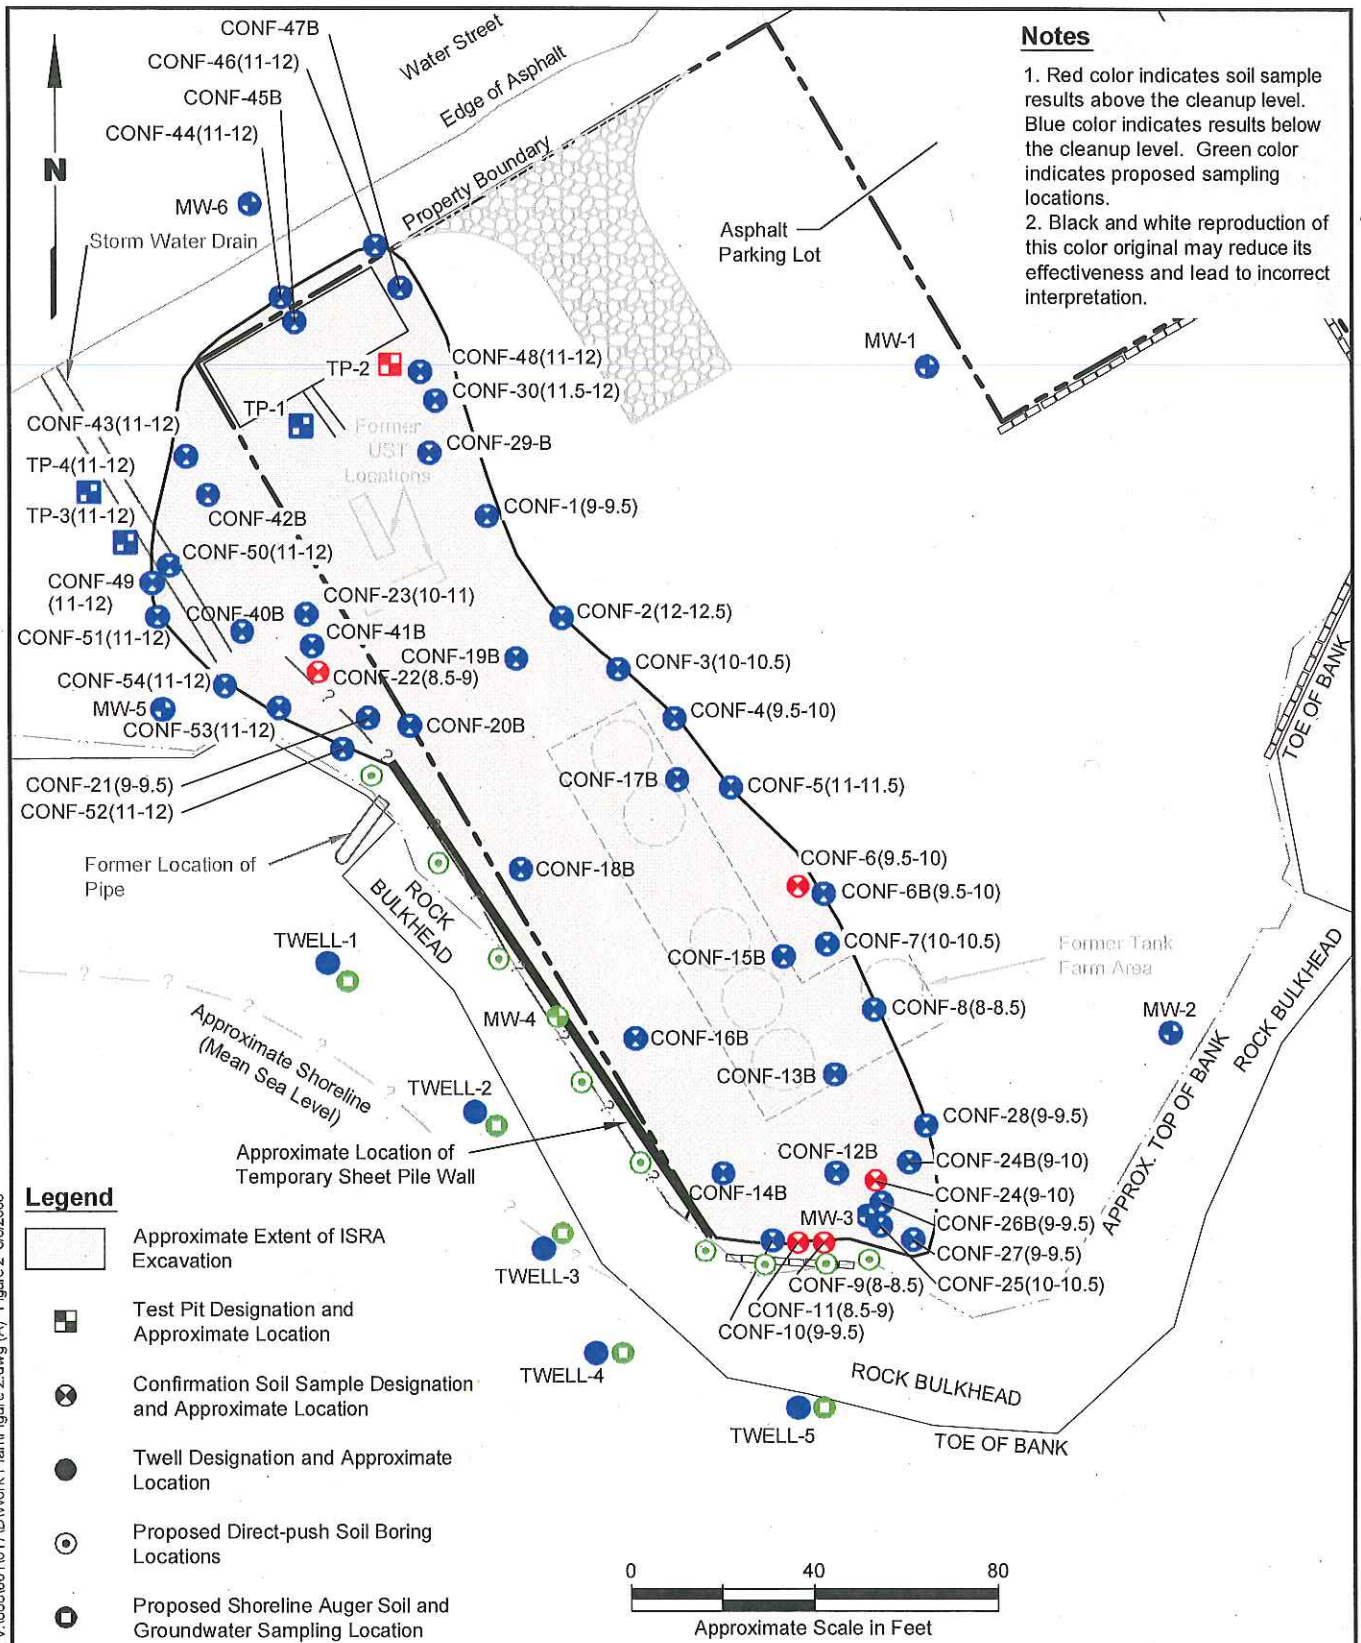 CONF-47B
CONF-46(11-12)
CONF-45B
CONF-44(11-12)
Water Street
Edge of Asphalt
Property Boundary
N
MW-6
Storm Water Drain
Asphalt
Parking Lot
MW-1
Notes
1. Red color indicates soil sample
results above the cleanup level.
Blue color indicates results below
the cleanup level. Green color
indicates proposed sampling
locations.
2. Black and white reproduction of
this color original may reduce its
effectiveness and lead to incorrect
interpretation.
TP-2
CONF-48(11-12)
CONF-30(11.5-12)
TP-1
CONF-43(11-12)
Former
UST
Locations
CONF-29-B
TP-4(11-12)
TP-3(11-12)
CONF-42B
CONF-1(9-9.5)
CONF-50(11-12)
CONF-49
(11-12)
CONF-23(10-11)
CONF-40B
CONF-51(11-12)
CONF-41B
CONF-2(12-12.5)
CONF-19B
CONF-3(10-10.5)
CONF-22(8.5-9)
CONF-54(11-12)
MW-5
CONF-53(11-12)
CONF-20B
CONF-4(9.5-10)
CONF-21(9-9.5)
CONF-52(11-12)
CONF-17B
CONF-5(11-11.5)
TOE OF BANK
Former Location of
Pipe
CONF-18B
CONF-6(9.5-10)
CONF-6B(9.5-10)
ROCK
BULKHEAD
TWELL-1
CONF-7(10-10.5)
CONF-15B
Former Tank
Farm Area
CONF-8(8-8.5)
MW-2
ROCK BULKHEAD
Approximate Shoreline
(Mean Sea Level)
MW-4
CONF-16B
CONF-13B
TWELL-2
CONF-28(9-9.5)
APPROX. TOP OF BANK
Approximate Location of
Temporary Sheet Pile Wall
CONF-12B
CONF-24B(9-10)
CONF-14B
CONF-24(9-10)
MW-3
CONF-26B(9-9.5)
CONF-27(9-9.5)
CONF-25(10-10.5)
CONF-9(8-8.5)
CONF-11(8.5-9)
CONF-10(9-9.5)
TWELL-3
TWELL-4
ROCK BULKHEAD
TWELL-5
TOE OF BANK
Legend
Approximate Extent of ISRA
Excavation
Test Pit Designation and
Approximate Location
Confirmation Soil Sample Designation
and Approximate Location
Twell Designation and Approximate
Location
Proposed Direct-push Soil Boring
Locations
Proposed Shoreline Auger Soil and
Groundwater Sampling Location
0 40 80
Approximate Scale in Feet